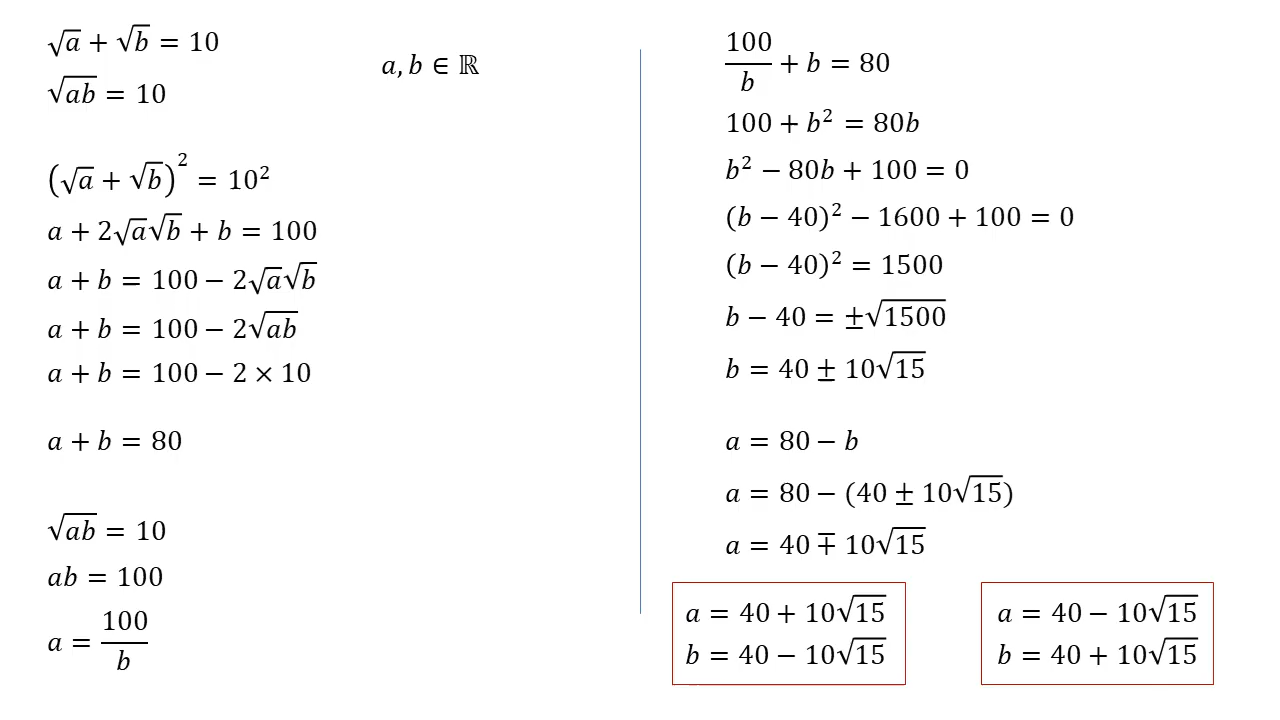 √a + √b = 10
a, b ∈ ℝ
√ab = 10
(√a + √b)² = 10²
a + 2√a√b + b = 100
a + b = 100 − 2√a√b
a + b = 100 − 2√ab
a + b = 100 − 2 × 10
a + b = 80
√ab = 10
ab = 100
a = 100/b
100/b + b = 80
100 + b² = 80b
b² − 80b + 100 = 0
(b − 40)² − 1600 + 100 = 0
(b − 40)² = 1500
b − 40 = ±√1500
b = 40 ± 10√15
a = 80 − b
a = 80 − (40 ± 10√15)
a = 40 ∓ 10√15
a = 40 + 10√15
b = 40 − 10√15
a = 40 − 10√15
b = 40 + 10√15